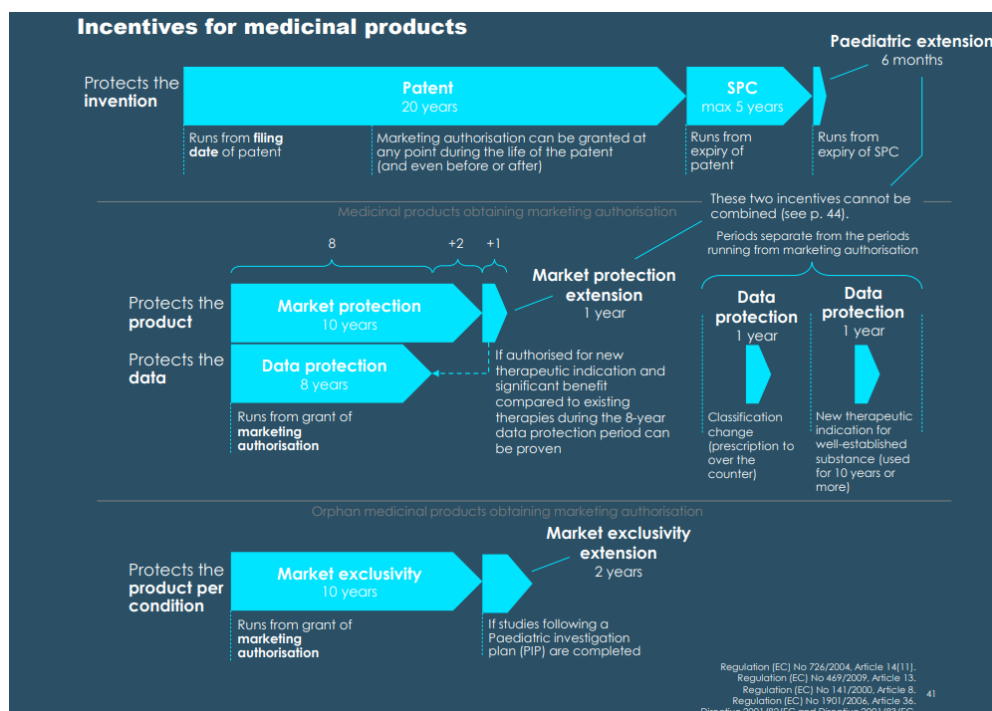 Incentives for medicinal products
Paediatric extension
6 months
Protects the
invention
Patent
20 years
SPC
max 5 years
Runs from filing
date of patent
Marketing authorisation can be granted at
any point during the life of the patent
(and even before or after)
Runs from
expiry of
patent
Runs from
expiry of SPC
These two incentives cannot be
combined (see p. 44).
Medicinal products obtaining marketing authorisation
Periods separate from the periods
running from marketing authorisation
8
+2
+1
Protects the
product
Market protection
10 years
Market protection
extension
1 year
Data
protection
1 year
Data
protection
1 year
Protects the
data
Data protection
8 years
Runs from grant of
marketing
authorisation
If authorised for new
therapeutic indication and
significant benefit
compared to existing
therapies during the 8-year
data protection period can
be proven
Classification
change
(prescription to
over the
counter)
New therapeutic
indication for
well-established
substance (used
for 10 years or
more)
Orphan medicinal products obtaining marketing authorisation
Protects the
product per
condition
Market exclusivity
10 years
Market exclusivity
extension
2 years
Runs from grant of
marketing
authorisation
If studies following a
Paediatric investigation
plan (PIP) are completed
Regulation (EC) No 726/2004, Article 14(11).
Regulation (EC) No 469/2009, Article 13.
Regulation (EC) No 141/2000, Article 8.
Regulation (EC) No 1901/2006, Article 36.
41